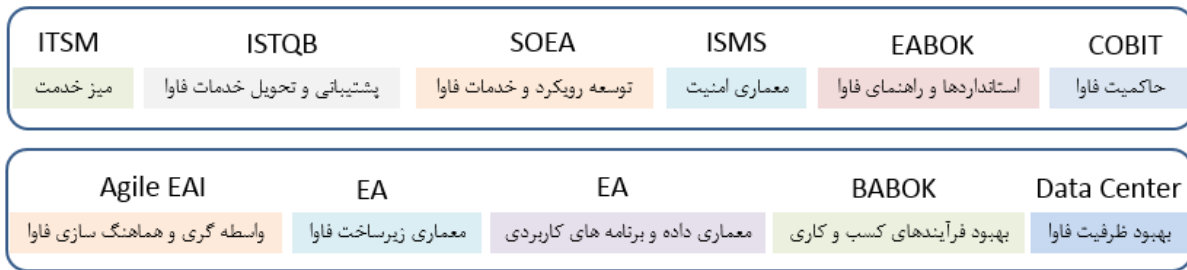 ITSM ISTQB SOEA ISMS EABOK COBIT
میز خدمت پشتیبانی و تحویل خدمات فاوا توسعه رویکرد و خدمات فاوا معماری امنیت استانداردها و راهنمای فاوا حاکمیت فاوا
Agile EAI EA EA BABOK Data Center
واسطه گری و هماهنگ سازی فاوا معماری زیرساخت فاوا معماری داده و برنامه های کاربردی بهبود فرآیندهای کسب و کاری بهبود ظرفیت فاوا